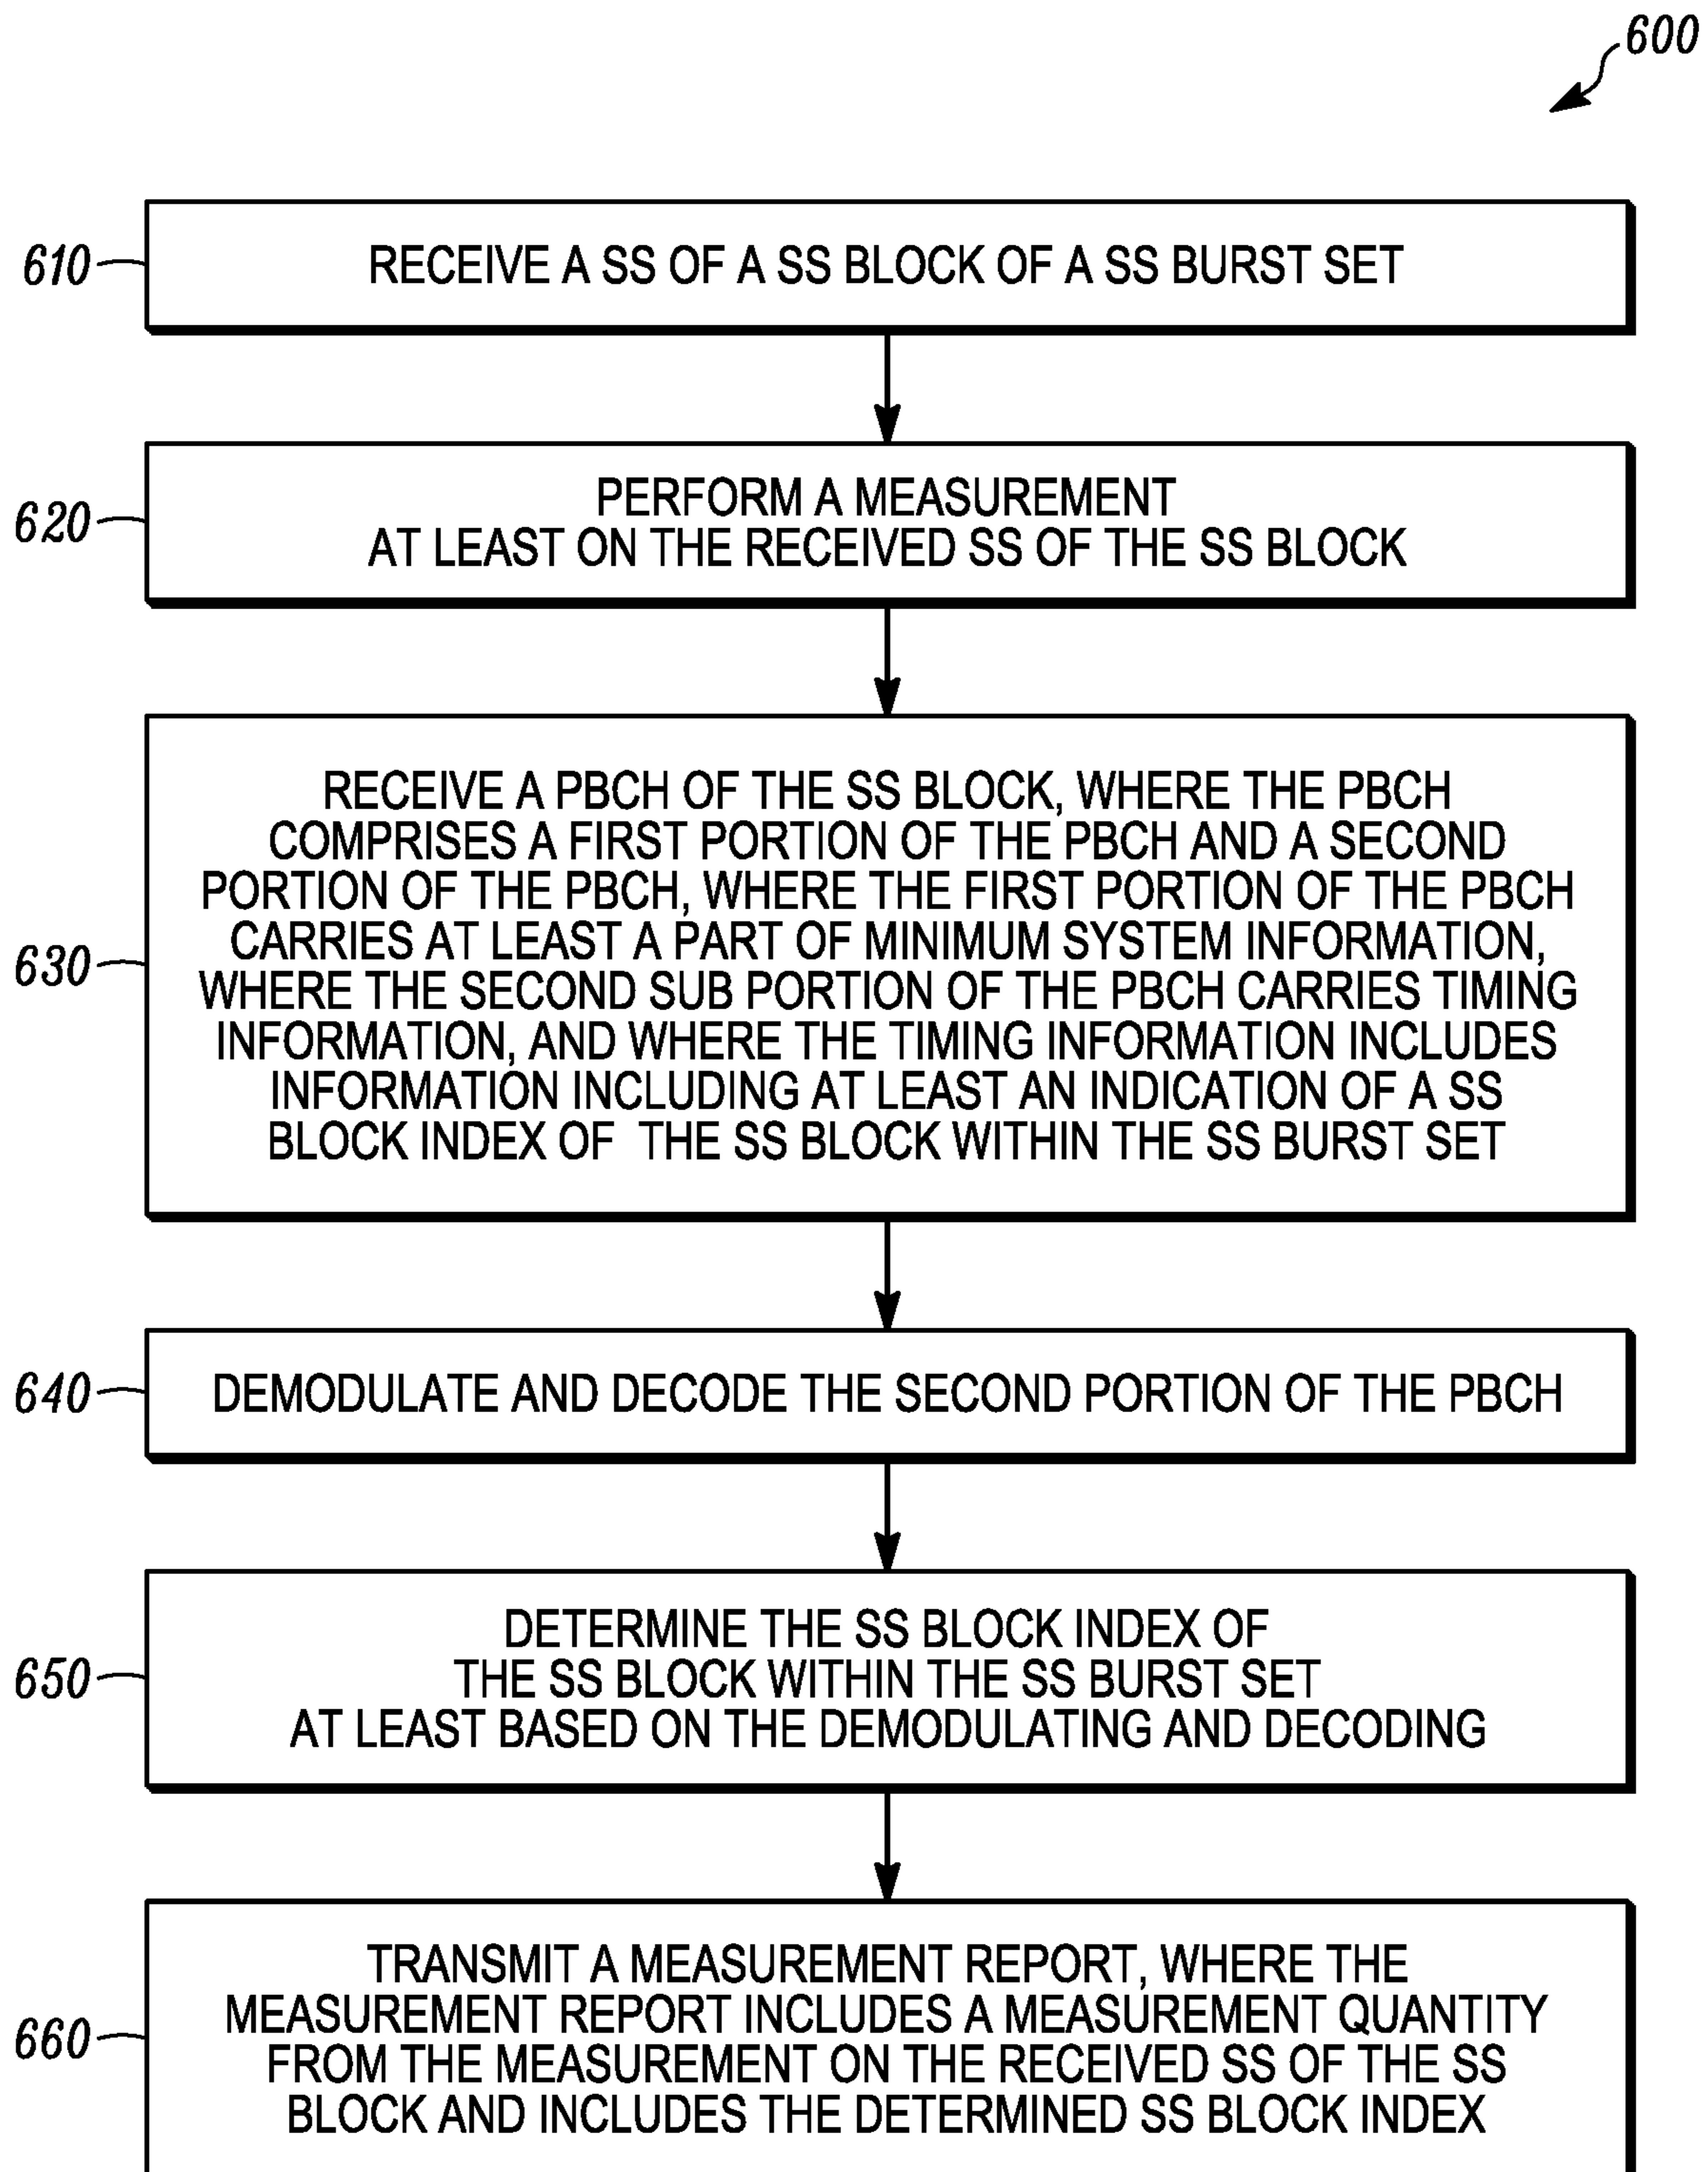 600
610
RECEIVE A SS OF A SS BLOCK OF A SS BURST SET
620
PERFORM A MEASUREMENT
AT LEAST ON THE RECEIVED SS OF THE SS BLOCK
630
RECEIVE A PBCH OF THE SS BLOCK, WHERE THE PBCH
COMPRISES A FIRST PORTION OF THE PBCH AND A SECOND
PORTION OF THE PBCH, WHERE THE FIRST PORTION OF THE PBCH
CARRIES AT LEAST A PART OF MINIMUM SYSTEM INFORMATION,
WHERE THE SECOND SUB PORTION OF THE PBCH CARRIES TIMING
INFORMATION, AND WHERE THE TIMING INFORMATION INCLUDES
INFORMATION INCLUDING AT LEAST AN INDICATION OF A SS
BLOCK INDEX OF THE SS BLOCK WITHIN THE SS BURST SET
640
DEMODULATE AND DECODE THE SECOND PORTION OF THE PBCH
650
DETERMINE THE SS BLOCK INDEX OF
THE SS BLOCK WITHIN THE SS BURST SET
AT LEAST BASED ON THE DEMODULATING AND DECODING
660
TRANSMIT A MEASUREMENT REPORT, WHERE THE
MEASUREMENT REPORT INCLUDES A MEASUREMENT QUANTITY
FROM THE MEASUREMENT ON THE RECEIVED SS OF THE SS
BLOCK AND INCLUDES THE DETERMINED SS BLOCK INDEX